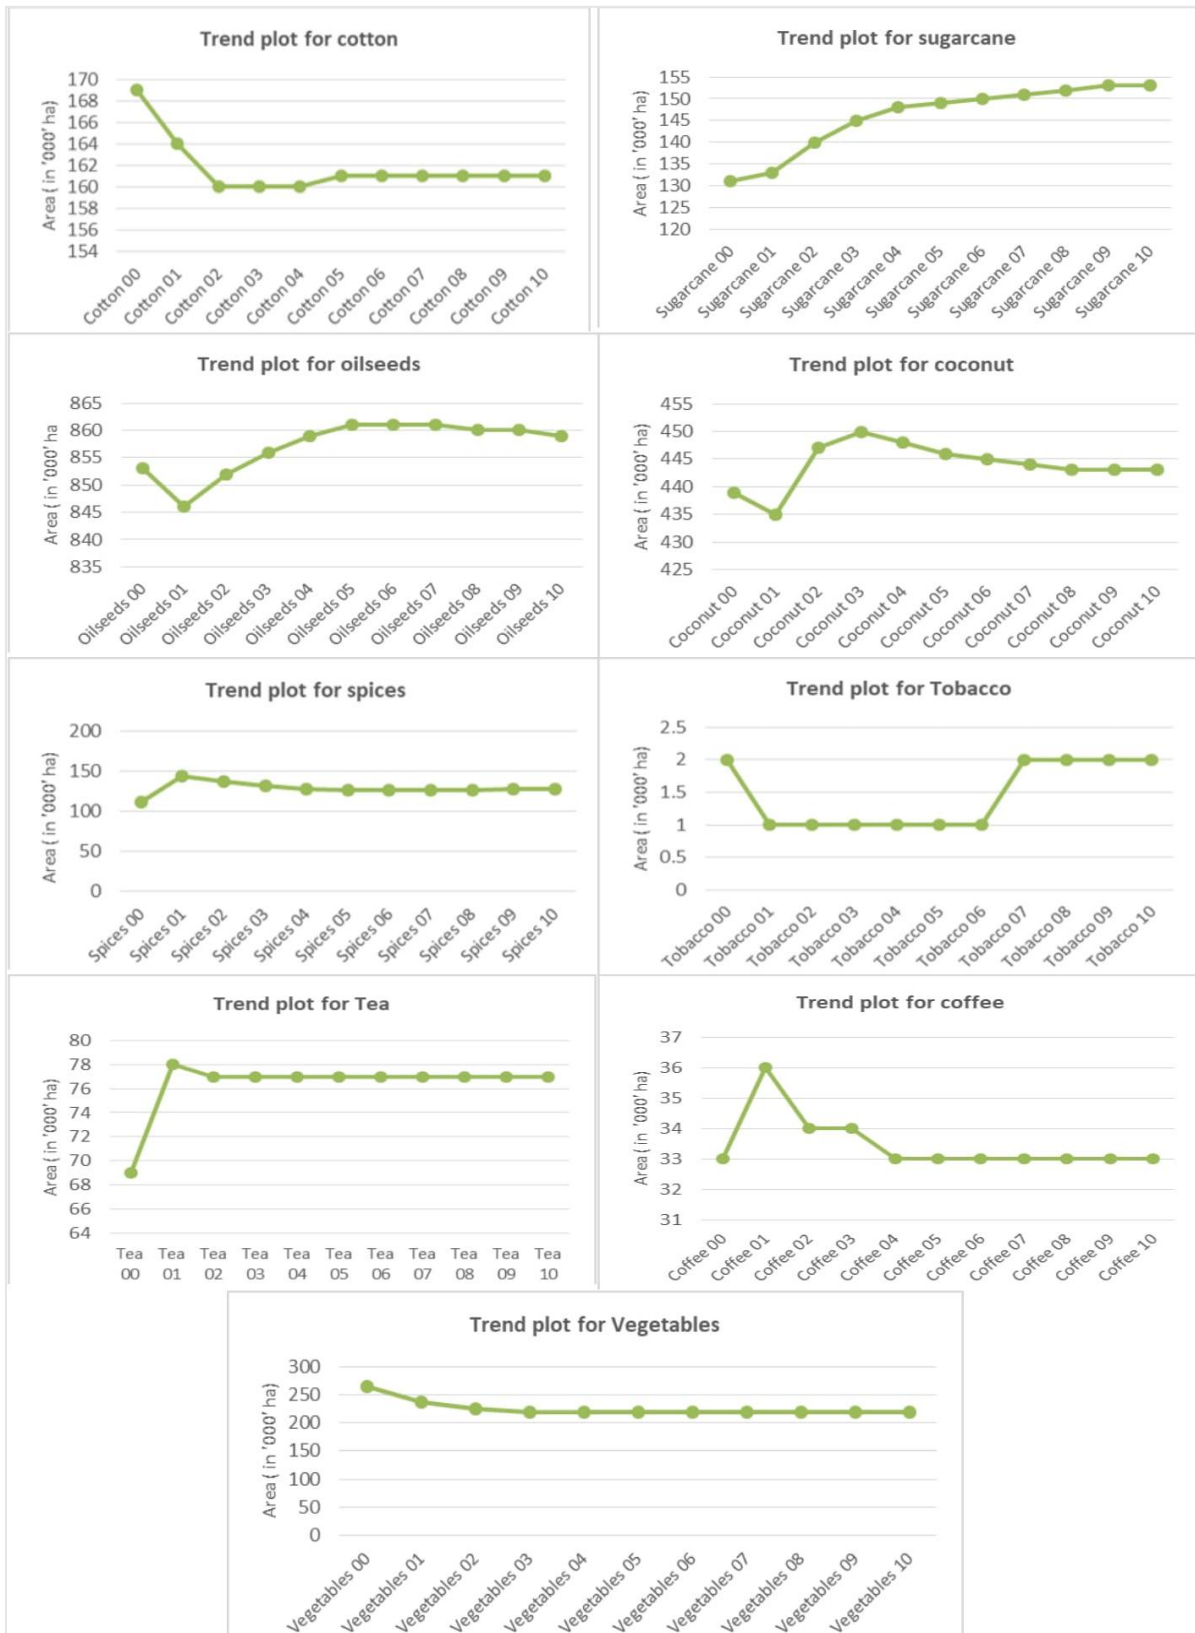 Trend plot for cotton
Area ( in '000' ha)
170
168
166
164
162
160
158
156
154
Cotton 00
Cotton 01
Cotton 02
Cotton 03
Cotton 04
Cotton 05
Cotton 06
Cotton 07
Cotton 08
Cotton 09
Cotton 10
Trend plot for sugarcane
Area ( in '000' ha)
155
150
145
140
135
130
125
120
Sugarcane 00
Sugarcane 01
Sugarcane 02
Sugarcane 03
Sugarcane 04
Sugarcane 05
Sugarcane 06
Sugarcane 07
Sugarcane 08
Sugarcane 09
Sugarcane 10
Trend plot for oilseeds
Area ( in '000' ha
865
860
855
850
845
840
835
Oilseeds 00
Oilseeds 01
Oilseeds 02
Oilseeds 03
Oilseeds 04
Oilseeds 05
Oilseeds 06
Oilseeds 07
Oilseeds 08
Oilseeds 09
Oilseeds 10
Trend plot for coconut
Area ( in '000' ha)
455
450
445
440
435
430
425
Coconut 00
Coconut 01
Coconut 02
Coconut 03
Coconut 04
Coconut 05
Coconut 06
Coconut 07
Coconut 08
Coconut 09
Coconut 10
Trend plot for spices
Area ( in '000' ha)
200
150
100
50
0
Spices 00
Spices 01
Spices 02
Spices 03
Spices 04
Spices 05
Spices 06
Spices 07
Spices 08
Spices 09
Spices 10
Trend plot for Tobacco
Area ( in '000' ha)
2.5
2
1.5
1
0.5
0
Tobacco 00
Tobacco 01
Tobacco 02
Tobacco 03
Tobacco 04
Tobacco 05
Tobacco 06
Tobacco 07
Tobacco 08
Tobacco 09
Tobacco 10
Trend plot for Tea
Area ( in '000' ha)
80
78
76
74
72
70
68
66
64
Tea Tea Tea Tea Tea Tea Tea Tea Tea Tea Tea
00 01 02 03 04 05 06 07 08 09 10
Trend plot for coffee
Area ( in '000' ha)
37
36
35
34
33
32
31
Coffee 00
Coffee 01
Coffee 02
Coffee 03
Coffee 04
Coffee 05
Coffee 06
Coffee 07
Coffee 08
Coffee 09
Coffee 10
Trend plot for Vegetables
Area ( in '000' ha)
300
250
200
150
100
50
0
Vegetables 00
Vegetables 01
Vegetables 02
Vegetables 03
Vegetables 04
Vegetables 05
Vegetables 06
Vegetables 07
Vegetables 08
Vegetables 09
Vegetables 10